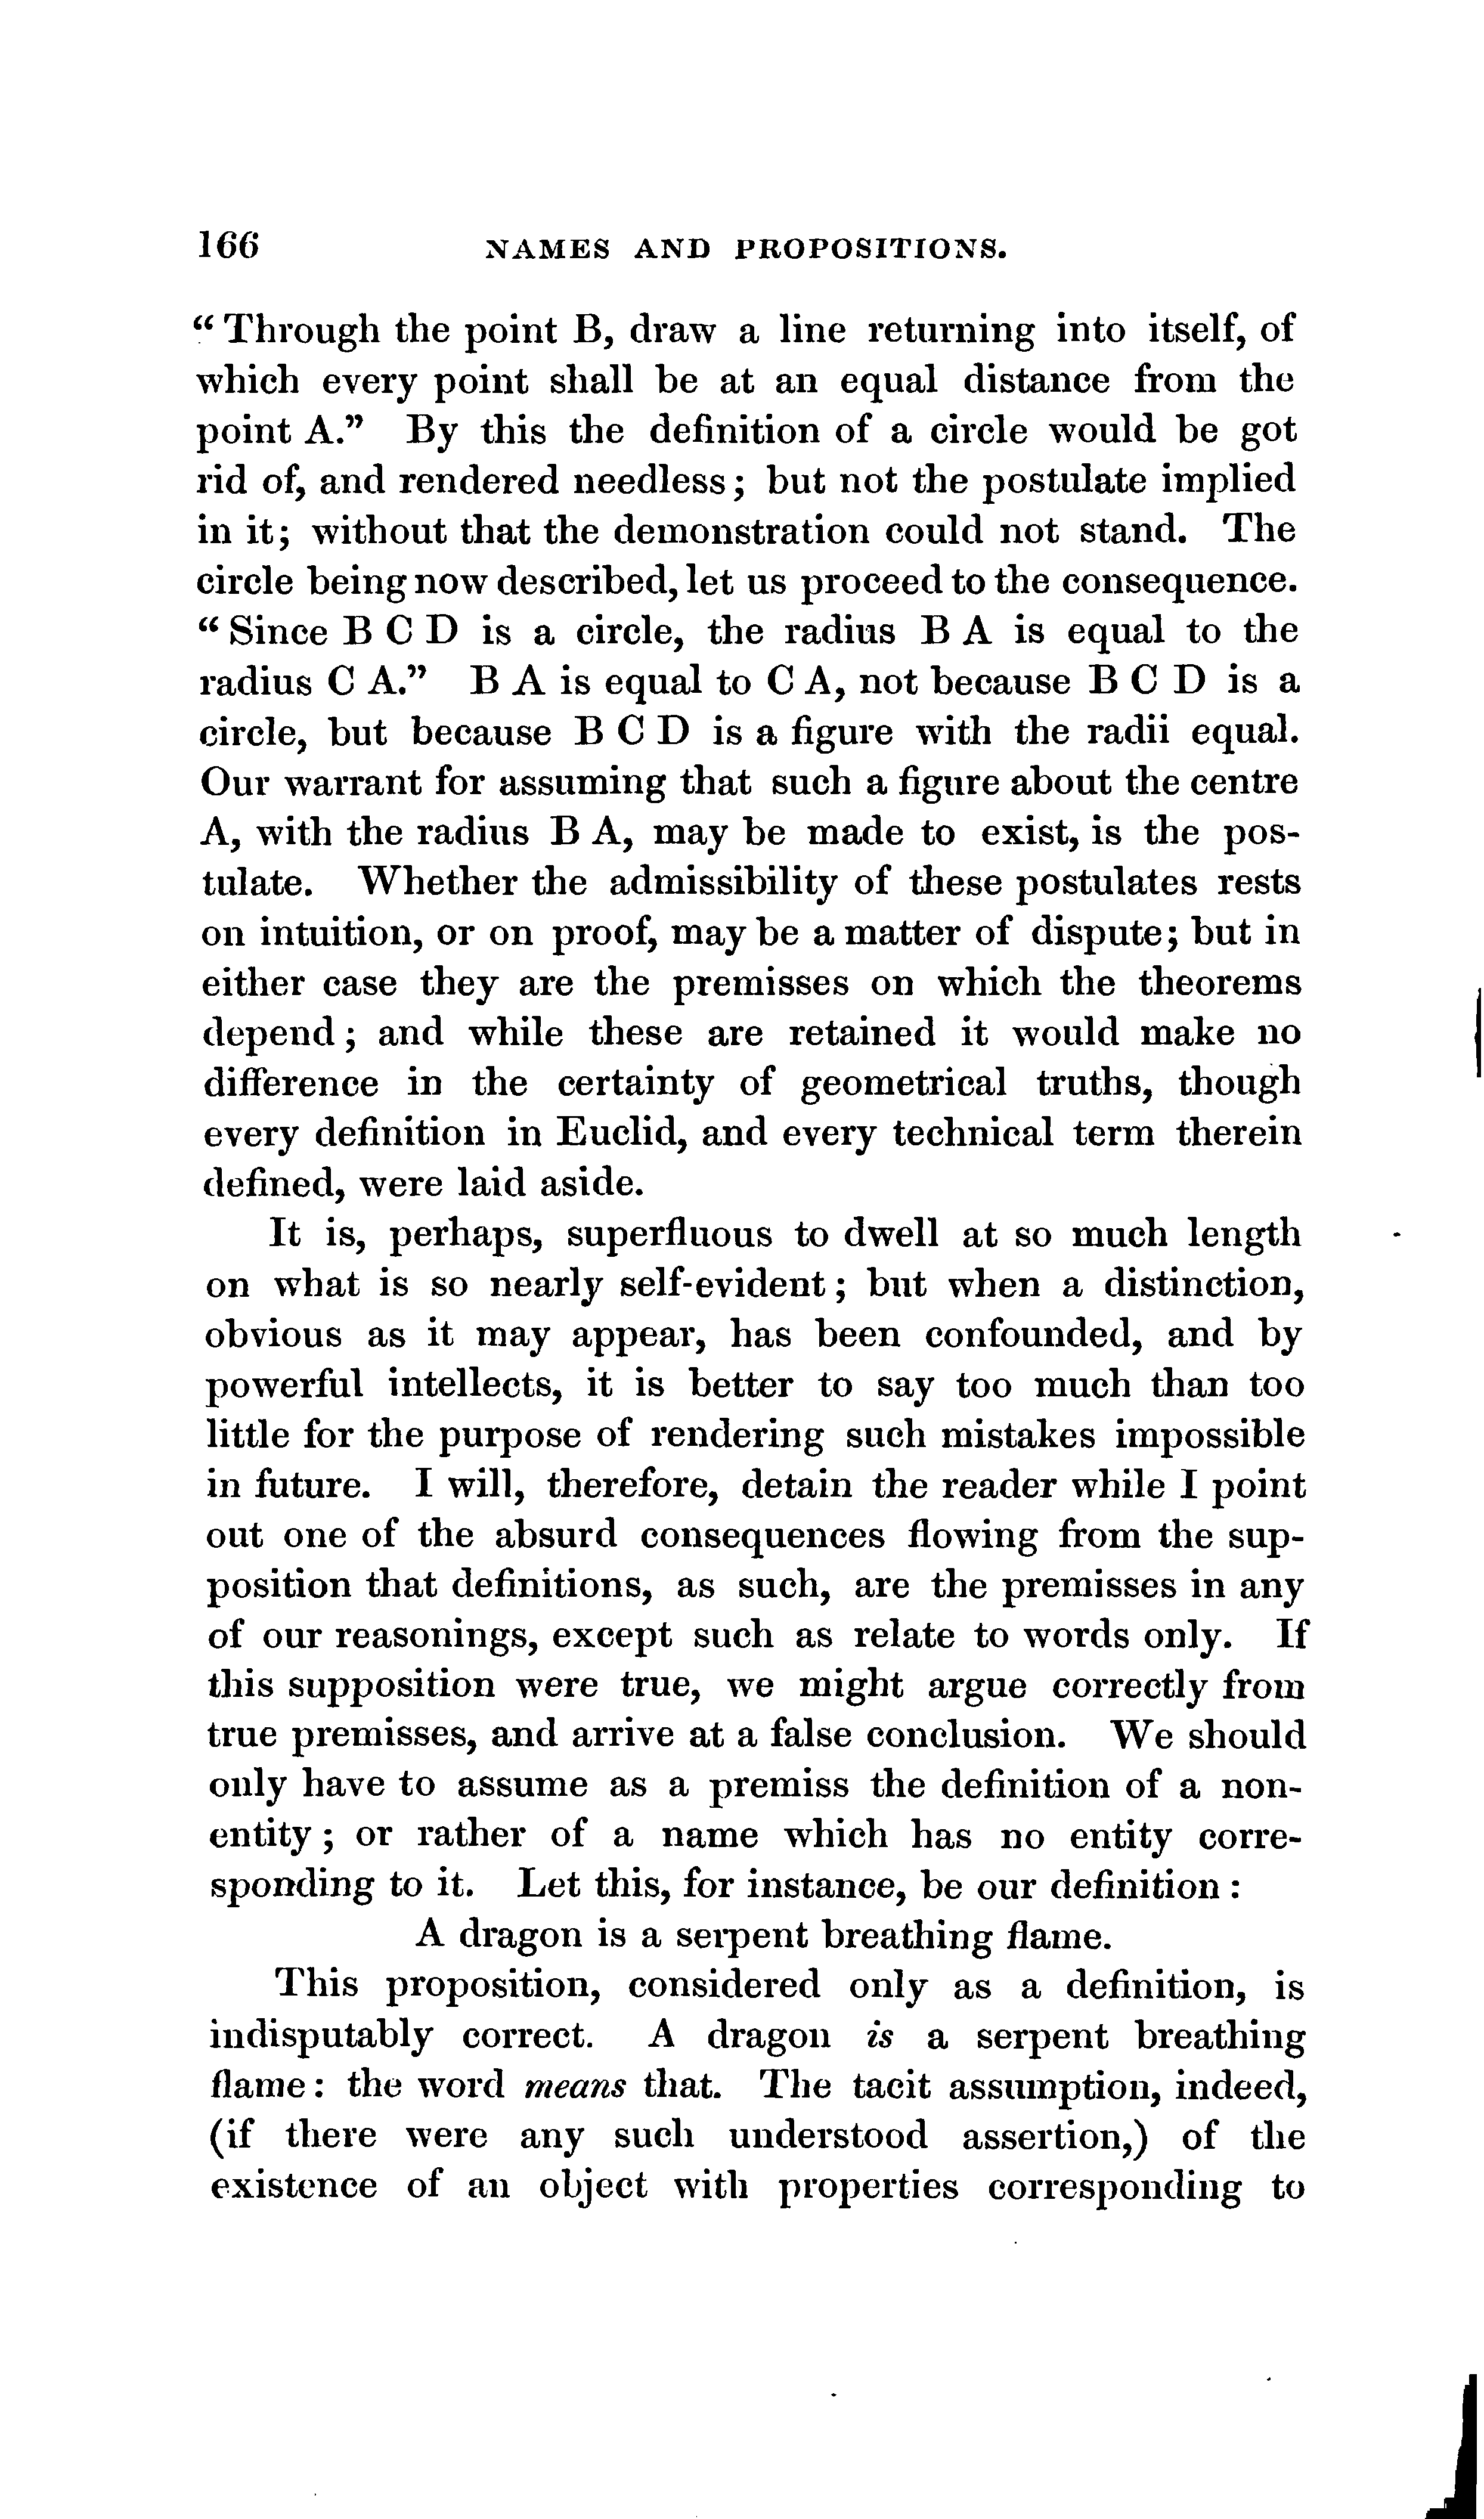 166 NAMES AND PROPOSITIONS.
“Through the point B, draw a line returning into itself, of
which every point shall be at an equal distance from the
point A.” By this the definition of a circle would be got
rid of, and rendered needless; but not the postulate implied
in it; without that the demonstration could not stand. The
circle being now described, let us proceed to the consequence.
“Since B C D is a circle, the radius B A is equal to the
radius C A.” B A is equal to C A, not because B C D is a
circle, but because B C D is a figure with the radii equal.
Our warrant for assuming that such a figure about the centre
A, with the radius B A, may be made to exist, is the pos-
tulate. Whether the admissibility of these postulates rests
on intuition, or on proof, may be a matter of dispute; but in
either case they are the premisses on which the theorems
depend; and while these are retained it would make no
difference in the certainty of geometrical truths, though
every definition in Euclid, and every technical term therein
defined, were laid aside.
It is, perhaps, superfluous to dwell at so much length
on what is so nearly self-evident; but when a distinction,
obvious as it may appear, has been confounded, and by
powerful intellects, it is better to say too much than too
little for the purpose of rendering such mistakes impossible
in future. I will, therefore, detain the reader while I point
out one of the absurd consequences flowing from the sup-
position that definitions, as such, are the premisses in any
of our reasonings, except such as relate to words only. If
this supposition were true, we might argue correctly from
true premisses, and arrive at a false conclusion. We should
only have to assume as a premiss the definition of a non-
entity; or rather of a name which has no entity corre-
sponding to it. Let this, for instance, be our definition:
A dragon is a serpent breathing flame.
This proposition, considered only as a definition, is
indisputably correct. A dragon is a serpent breathing
flame: the word means that. The tacit assumption, indeed,
(if there were any such understood assertion,) of the
existence of an object with properties corresponding to